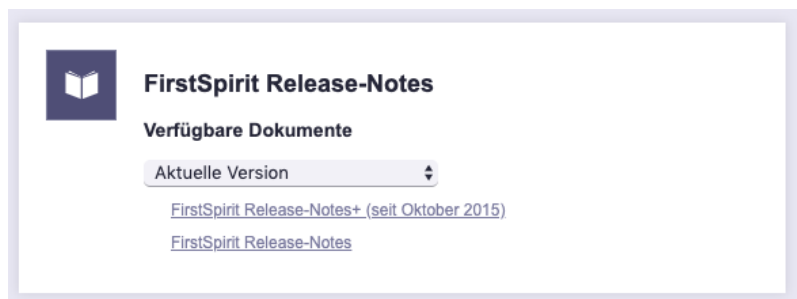 FirstSpirit Release-Notes
Verfügbare Dokumente
Aktuelle Version
FirstSpirit Release-Notes+ (seit Oktober 2015)
FirstSpirit Release-Notes